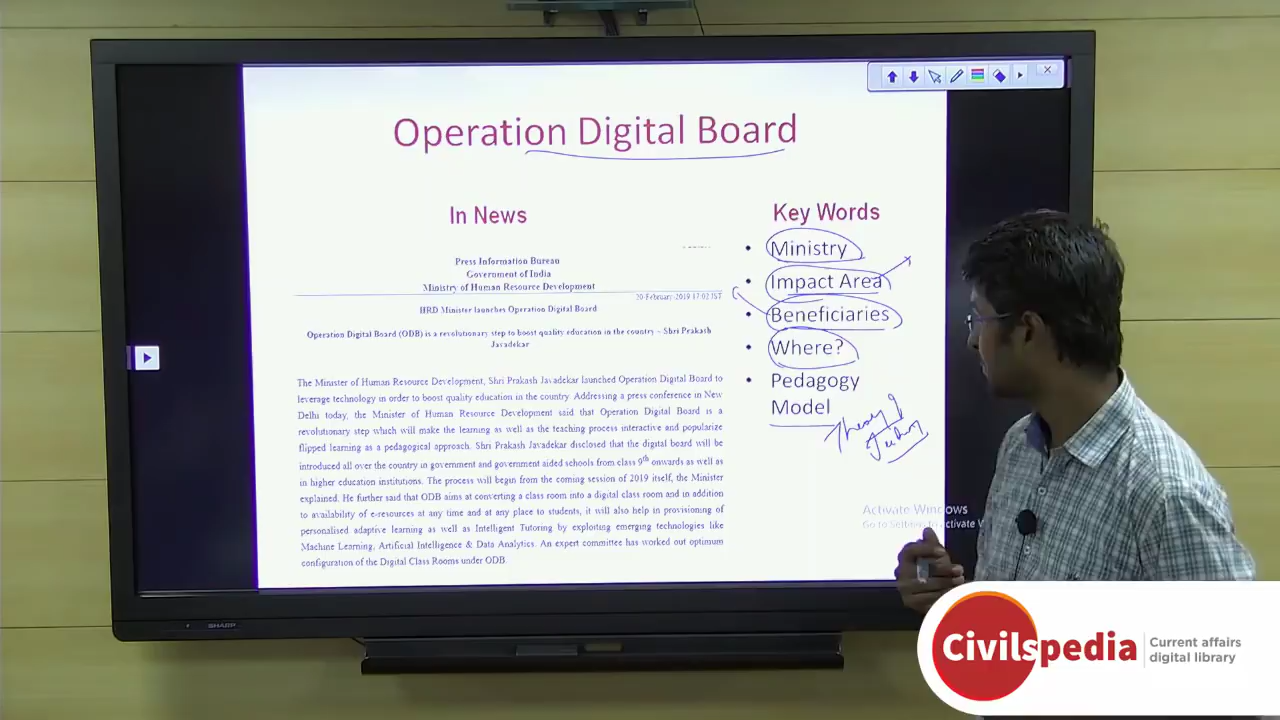 Operation Digital Board
In News
Press Information Bureau
Government of India
Ministry of Human Resource Development
20-February-2019 17:02 IST
HRD Minister launches Operation Digital Board
Operation Digital Board (ODB) is a revolutionary step to boost quality education in the country – Shri Prakash
Javadekar
The Minister of Human Resource Development, Shri Prakash Javadekar launched Operation Digital Board to
leverage technology in order to boost quality education in the country. Addressing a press conference in New
Delhi today, the Minister of Human Resource Development said that Operation Digital Board is a
revolutionary step which will make the learning as well as the teaching process interactive and popularize
flipped learning as a pedagogical approach. Shri Prakash Javadekar disclosed that the digital board will be
introduced all over the country in government and government aided schools from class 9th onwards as well as
in higher education institutions. The process will begin from the coming session of 2019 itself, the Minister
explained. He further said that ODB aims at converting a class room into a digital class room and in addition
to availability of e-resources at any time and at any place to students, it will also help in provisioning of
personalised adaptive learning as well as Intelligent Tutoring by exploiting emerging technologies like
Machine Learning, Artificial Intelligence & Data Analytics. An expert committee has worked out optimum
configuration of the Digital Class Rooms under ODB.
Key Words
• Ministry
• Impact Area
• Beneficiaries
• Where?
• Pedagogy
Model
Theory of
Activate Windows
Go to Settings to activate W
SHARP
Civilspedia
Current affairs
digital library